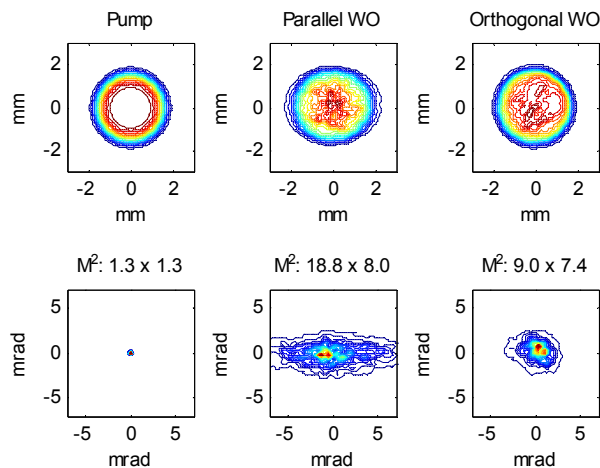 Pump Parallel WO Orthogonal WO
2 2 2
mm 0 mm 0 mm 0
-2 -2 -2
-2 0 2 -2 0 2 -2 0 2
mm mm mm
M²: 1.3 x 1.3 M²: 18.8 x 8.0 M²: 9.0 x 7.4
5 5 5
mrad 0 mrad 0 mrad 0
-5 -5 -5
-5 0 5 -5 0 5 -5 0 5
mrad mrad mrad